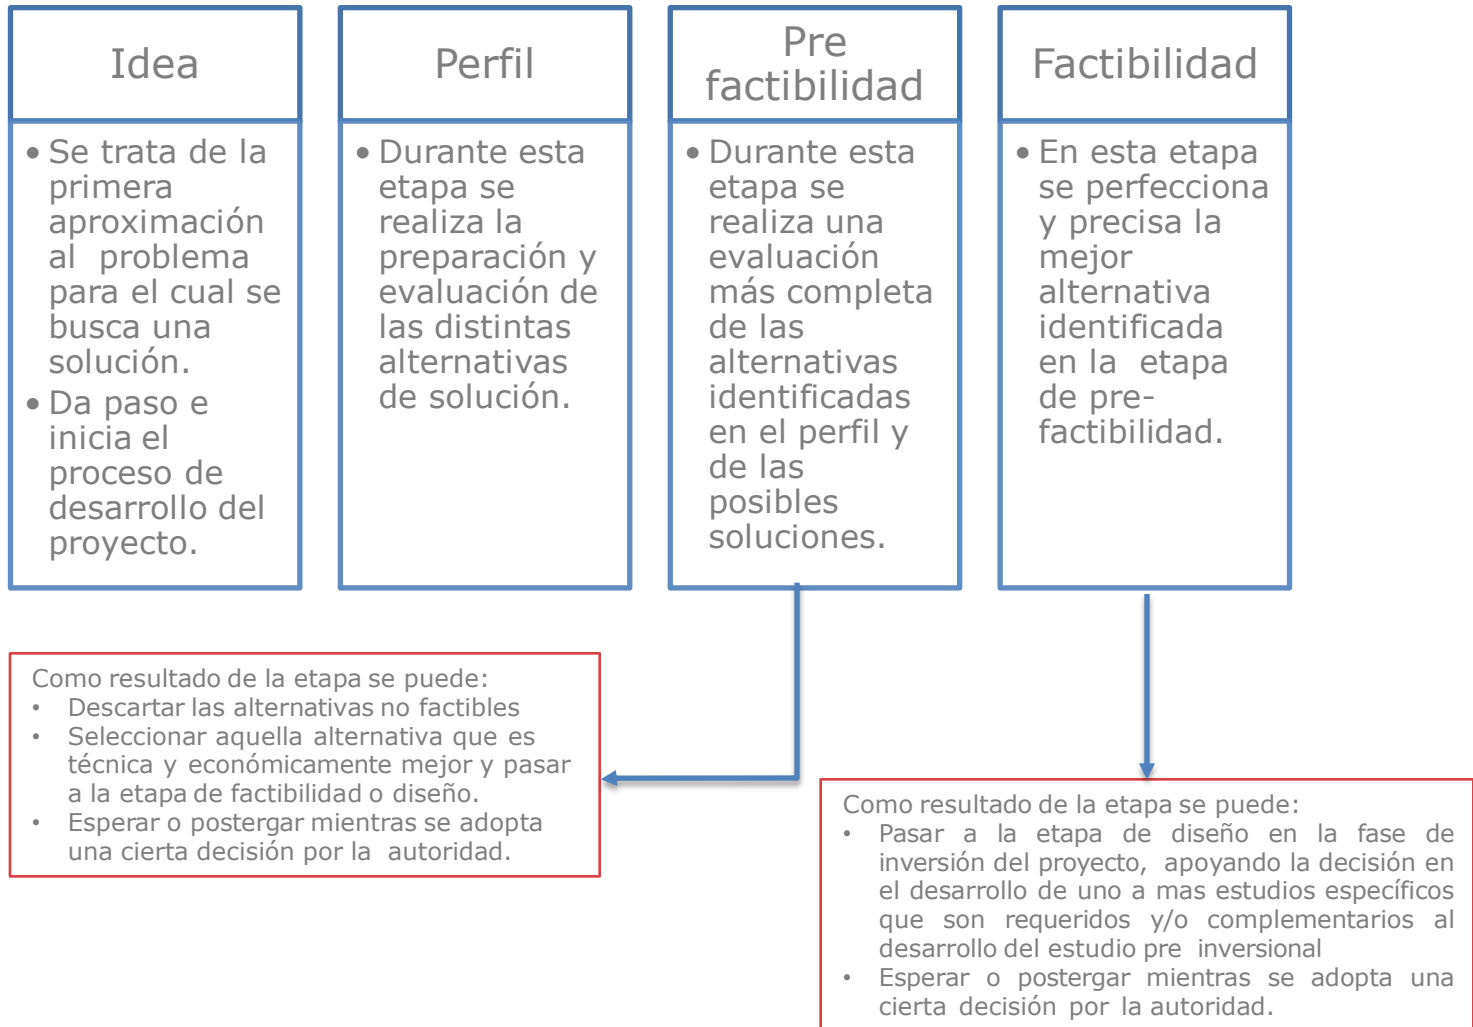 Idea
• Se trata de la
primera
aproximación
al problema
para el cual se
busca una
solución.
• Da paso e
inicia el
proceso de
desarrollo del
proyecto.
Perfil
• Durante esta
etapa se
realiza la
preparación y
evaluación de
las distintas
alternativas
de solución.
Pre
factibilidad
• Durante esta
etapa se
realiza una
evaluación
más completa
de las
alternativas
identificadas
en el perfil y
de las
posibles
soluciones.
Factibilidad
• En esta etapa
se perfecciona
y precisa la
mejor
alternativa
identificada
en la etapa
de pre-
factibilidad.
Como resultado de la etapa se puede:
• Descartar las alternativas no factibles
• Seleccionar aquella alternativa que es
técnica y económicamente mejor y pasar
a la etapa de factibilidad o diseño.
• Esperar o postergar mientras se adopta
una cierta decisión por la autoridad.
Como resultado de la etapa se puede:
• Pasar a la etapa de diseño en la fase de
inversión del proyecto, apoyando la decisión en
el desarrollo de uno a mas estudios específicos
que son requeridos y/o complementarios al
desarrollo del estudio pre inversional
• Esperar o postergar mientras se adopta una
cierta decisión por la autoridad.